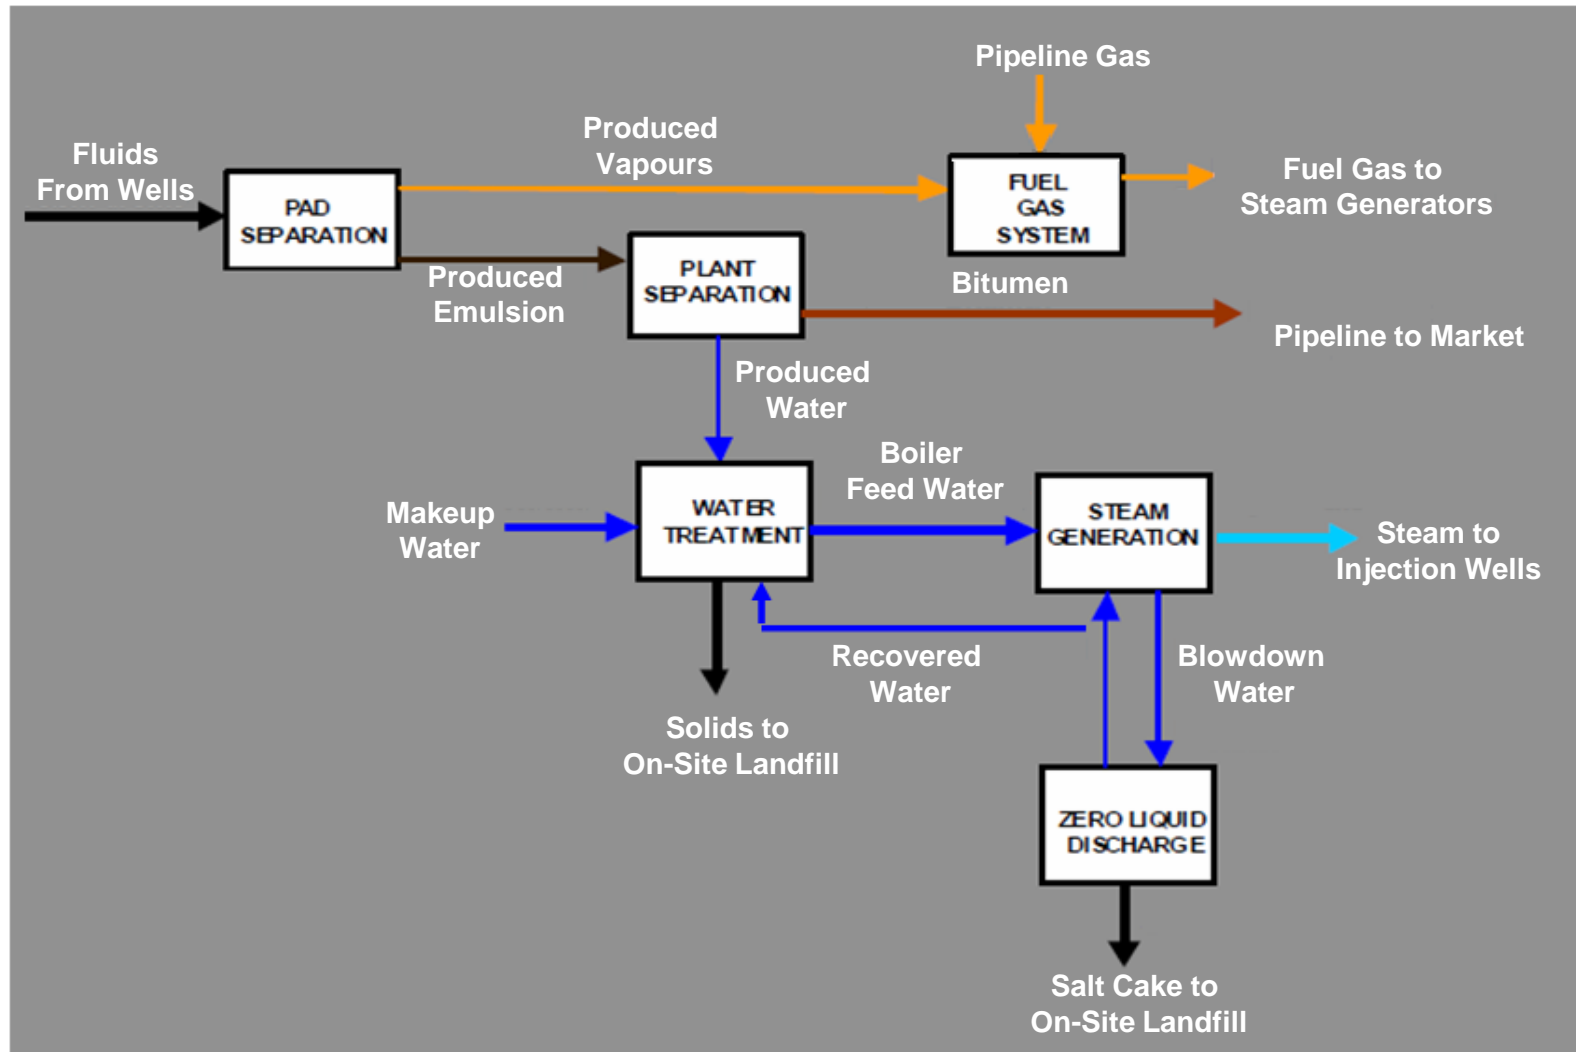 Pipeline Gas
Produced
Vapours
Fluids
From Wells
PAD
SEPARATION
FUEL
GAS
SYSTEM
Fuel Gas to
Steam Generators
Produced
Emulsion
PLANT
SEPARATION
Bitumen
Pipeline to Market
Produced
Water
Makeup
Water
WATER
TREATMENT
Boiler
Feed Water
STEAM
GENERATION
Steam to
Injection Wells
Recovered
Water
Blowdown
Water
Solids to
On-Site Landfill
ZERO LIQUID
DISCHARGE
Salt Cake to
On-Site Landfill